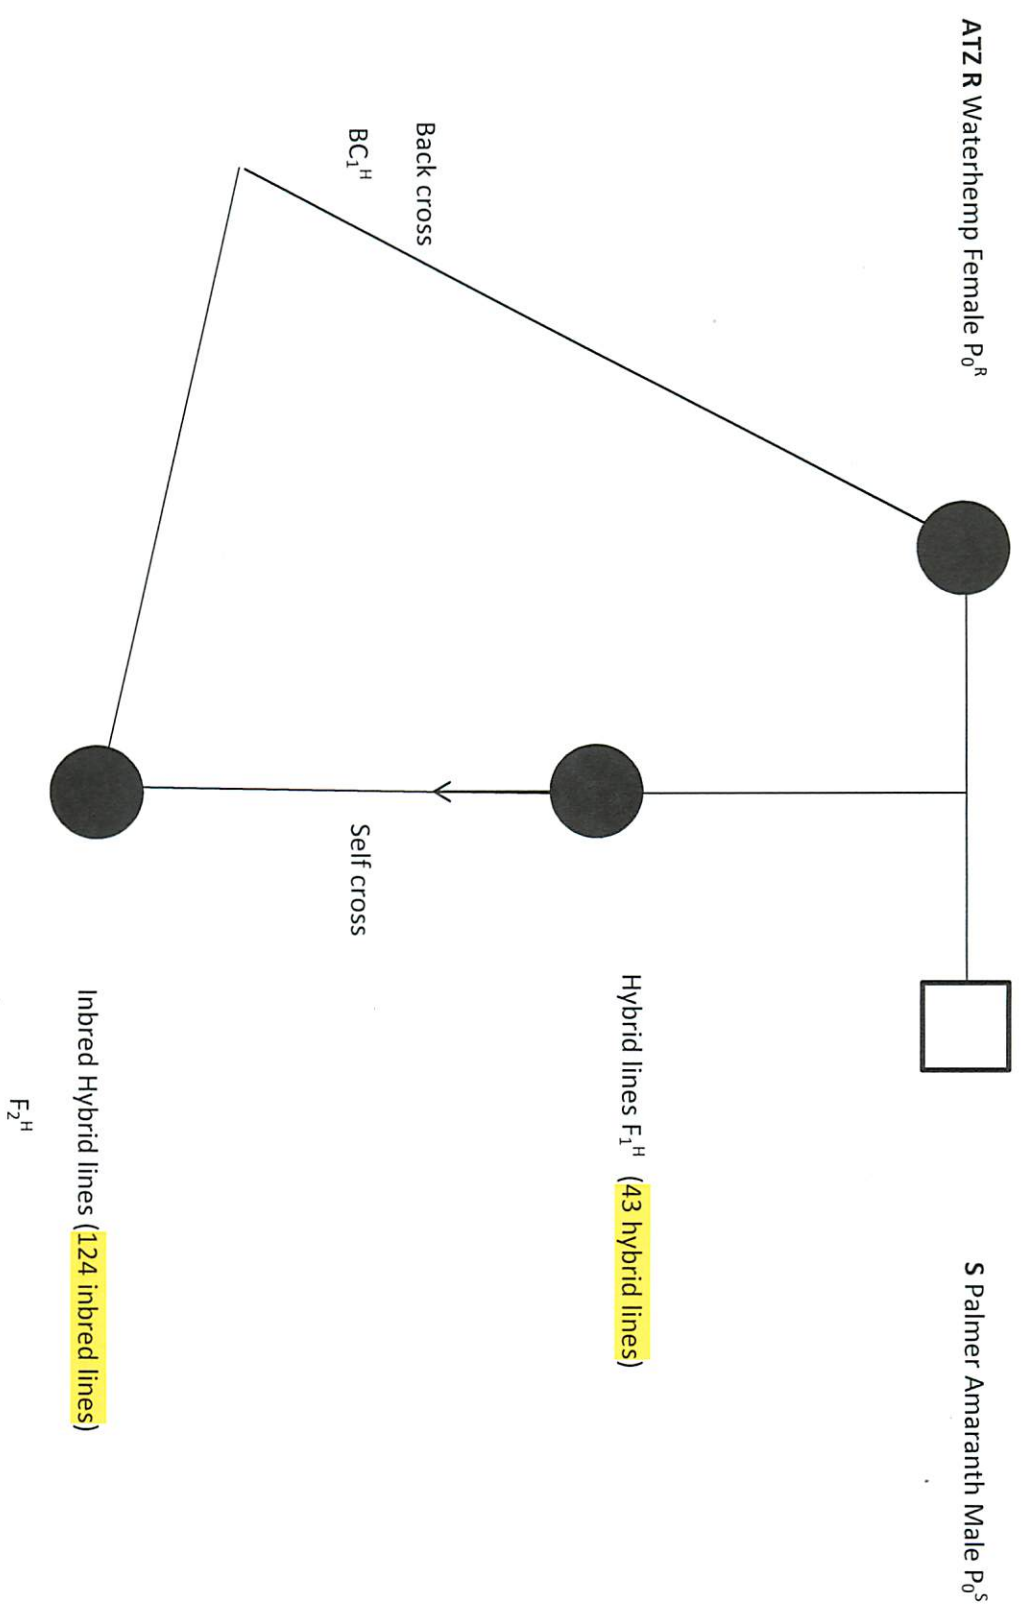 ATZ R Waterhemp Female P₀ᴿ
S Palmer Amaranth Male P₀ˢ
Hybrid lines F₁ᴴ (43 hybrid lines)
Back cross
BC₁ᴴ
Self cross
Inbred Hybrid lines (124 inbred lines)
F₂ᴴ